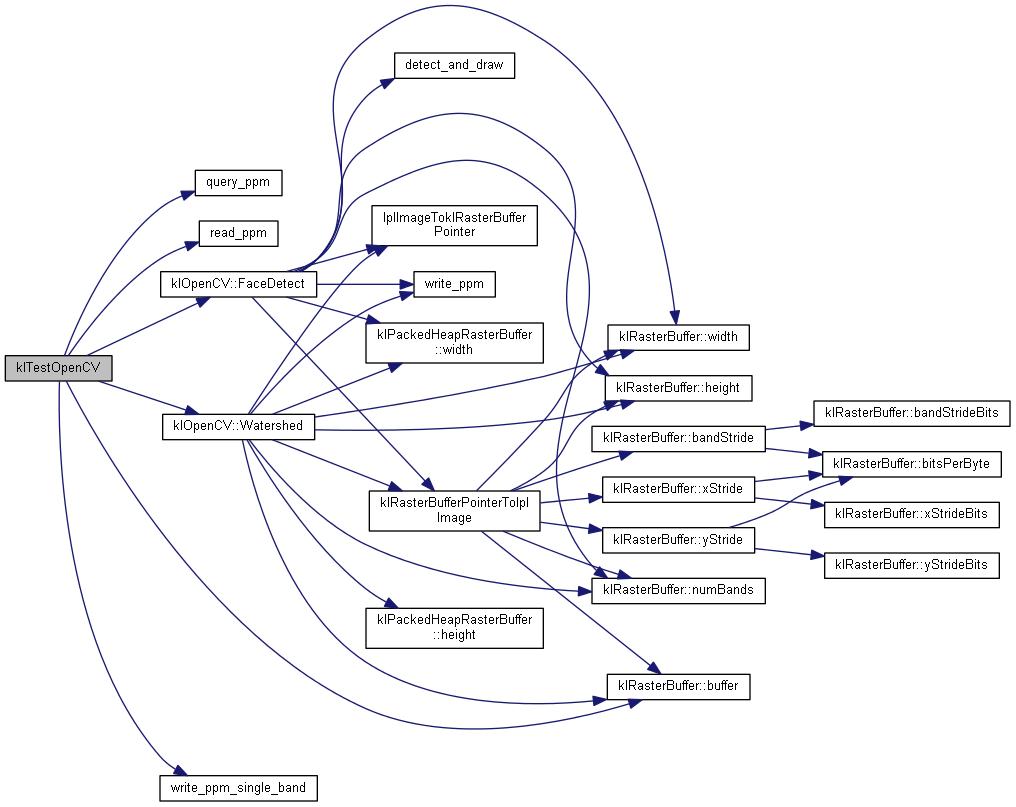 detect_and_draw
query_ppm
IplImageToklRasterBuffer
Pointer
read_ppm
klOpenCV::FaceDetect
write_ppm
klPackedHeapRasterBuffer
::width
klRasterBuffer::width
klTestOpenCV
klRasterBuffer::height
klRasterBuffer::bandStrideBits
klOpenCV::Watershed
klRasterBuffer::bandStride
klRasterBuffer::bitsPerByte
klRasterBuffer::xStride
klRasterBufferPointerToIpl
Image
klRasterBuffer::xStrideBits
klRasterBuffer::yStride
klRasterBuffer::yStrideBits
klRasterBuffer::numBands
klPackedHeapRasterBuffer
::height
klRasterBuffer::buffer
write_ppm_single_band